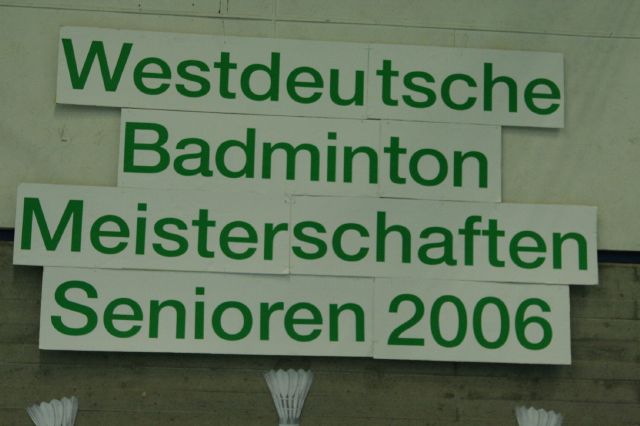 Westdeutsche
Badminton
Meisterschaften
Senioren 2006